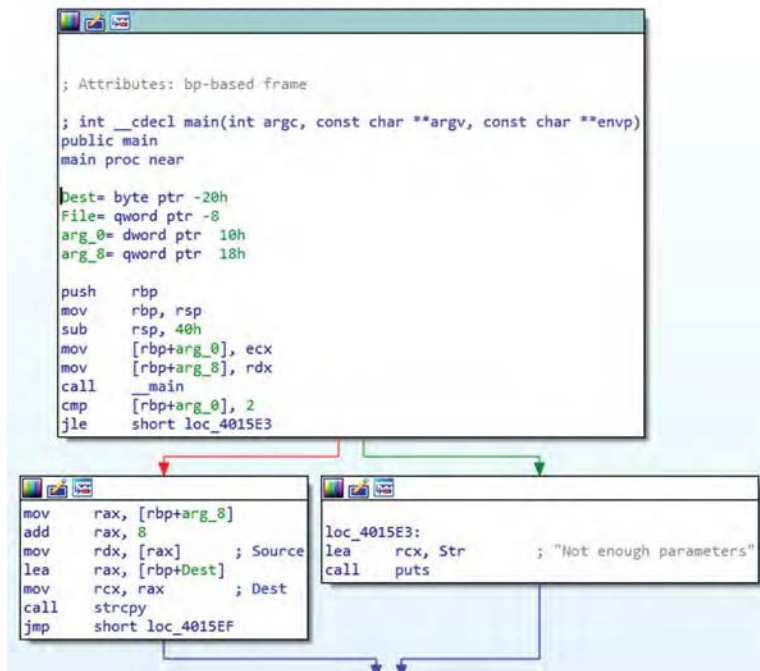 ; Attributes: bp-based frame
; int __cdecl main(int argc, const char **argv, const char **envp)
public main
main proc near
Dest= byte ptr -20h
File= qword ptr -8
arg_0= dword ptr  10h
arg_8= qword ptr  18h
push    rbp
mov     rbp, rsp
sub     rsp, 40h
mov     [rbp+arg_0], ecx
mov     [rbp+arg_8], rdx
call    __main
cmp     [rbp+arg_0], 2
jle     short loc_4015E3
mov     rax, [rbp+arg_8]
add     rax, 8
mov     rdx, [rax]      ; Source
lea     rax, [rbp+Dest]
mov     rcx, rax        ; Dest
call    strcpy
jmp     short loc_4015EF
loc_4015E3:
lea     rcx, Str        ; "Not enough parameters"
call    puts